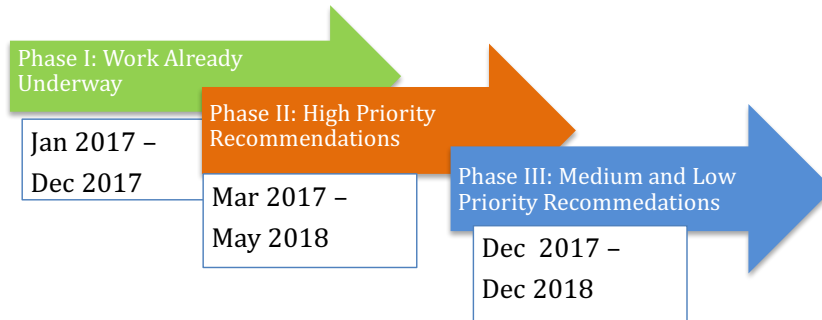 Phase I: Work Already
Underway
Jan 2017 –
Dec 2017
Phase II: High Priority
Recommendations
Mar 2017 –
May 2018
Phase III: Medium and Low
Priority Recommedations
Dec  2017 –
Dec 2018